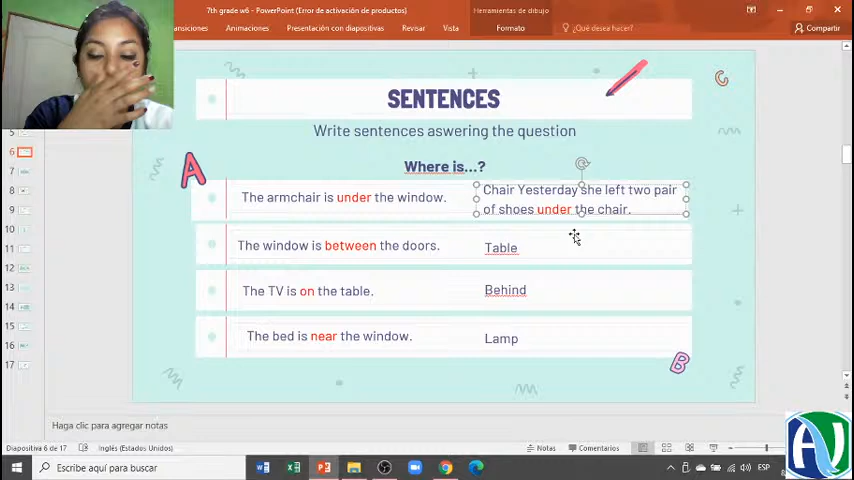 7th grade w6 - PowerPoint (Error de activación de productos)
Herramientas de dibujo
Animaciones
Presentación con diapositivas
Revisar
Vista
Formato
¿Qué desea hacer?
Compartir
SENTENCES
Write sentences aswering the question
Where is...?
A
The armchair is under the window.
Chair Yesterday she left two pair
of shoes under the chair.
The window is between the doors.
Table
The TV is on the table.
Behind
The bed is near the window.
Lamp
B
5
6
7
8
9
10
11
12
13
14
15
16
17
Haga clic para agregar notas
Diapositiva 6 de 17
Inglés (Estados Unidos)
Notas
Comentarios
Escribe aquí para buscar
ESP